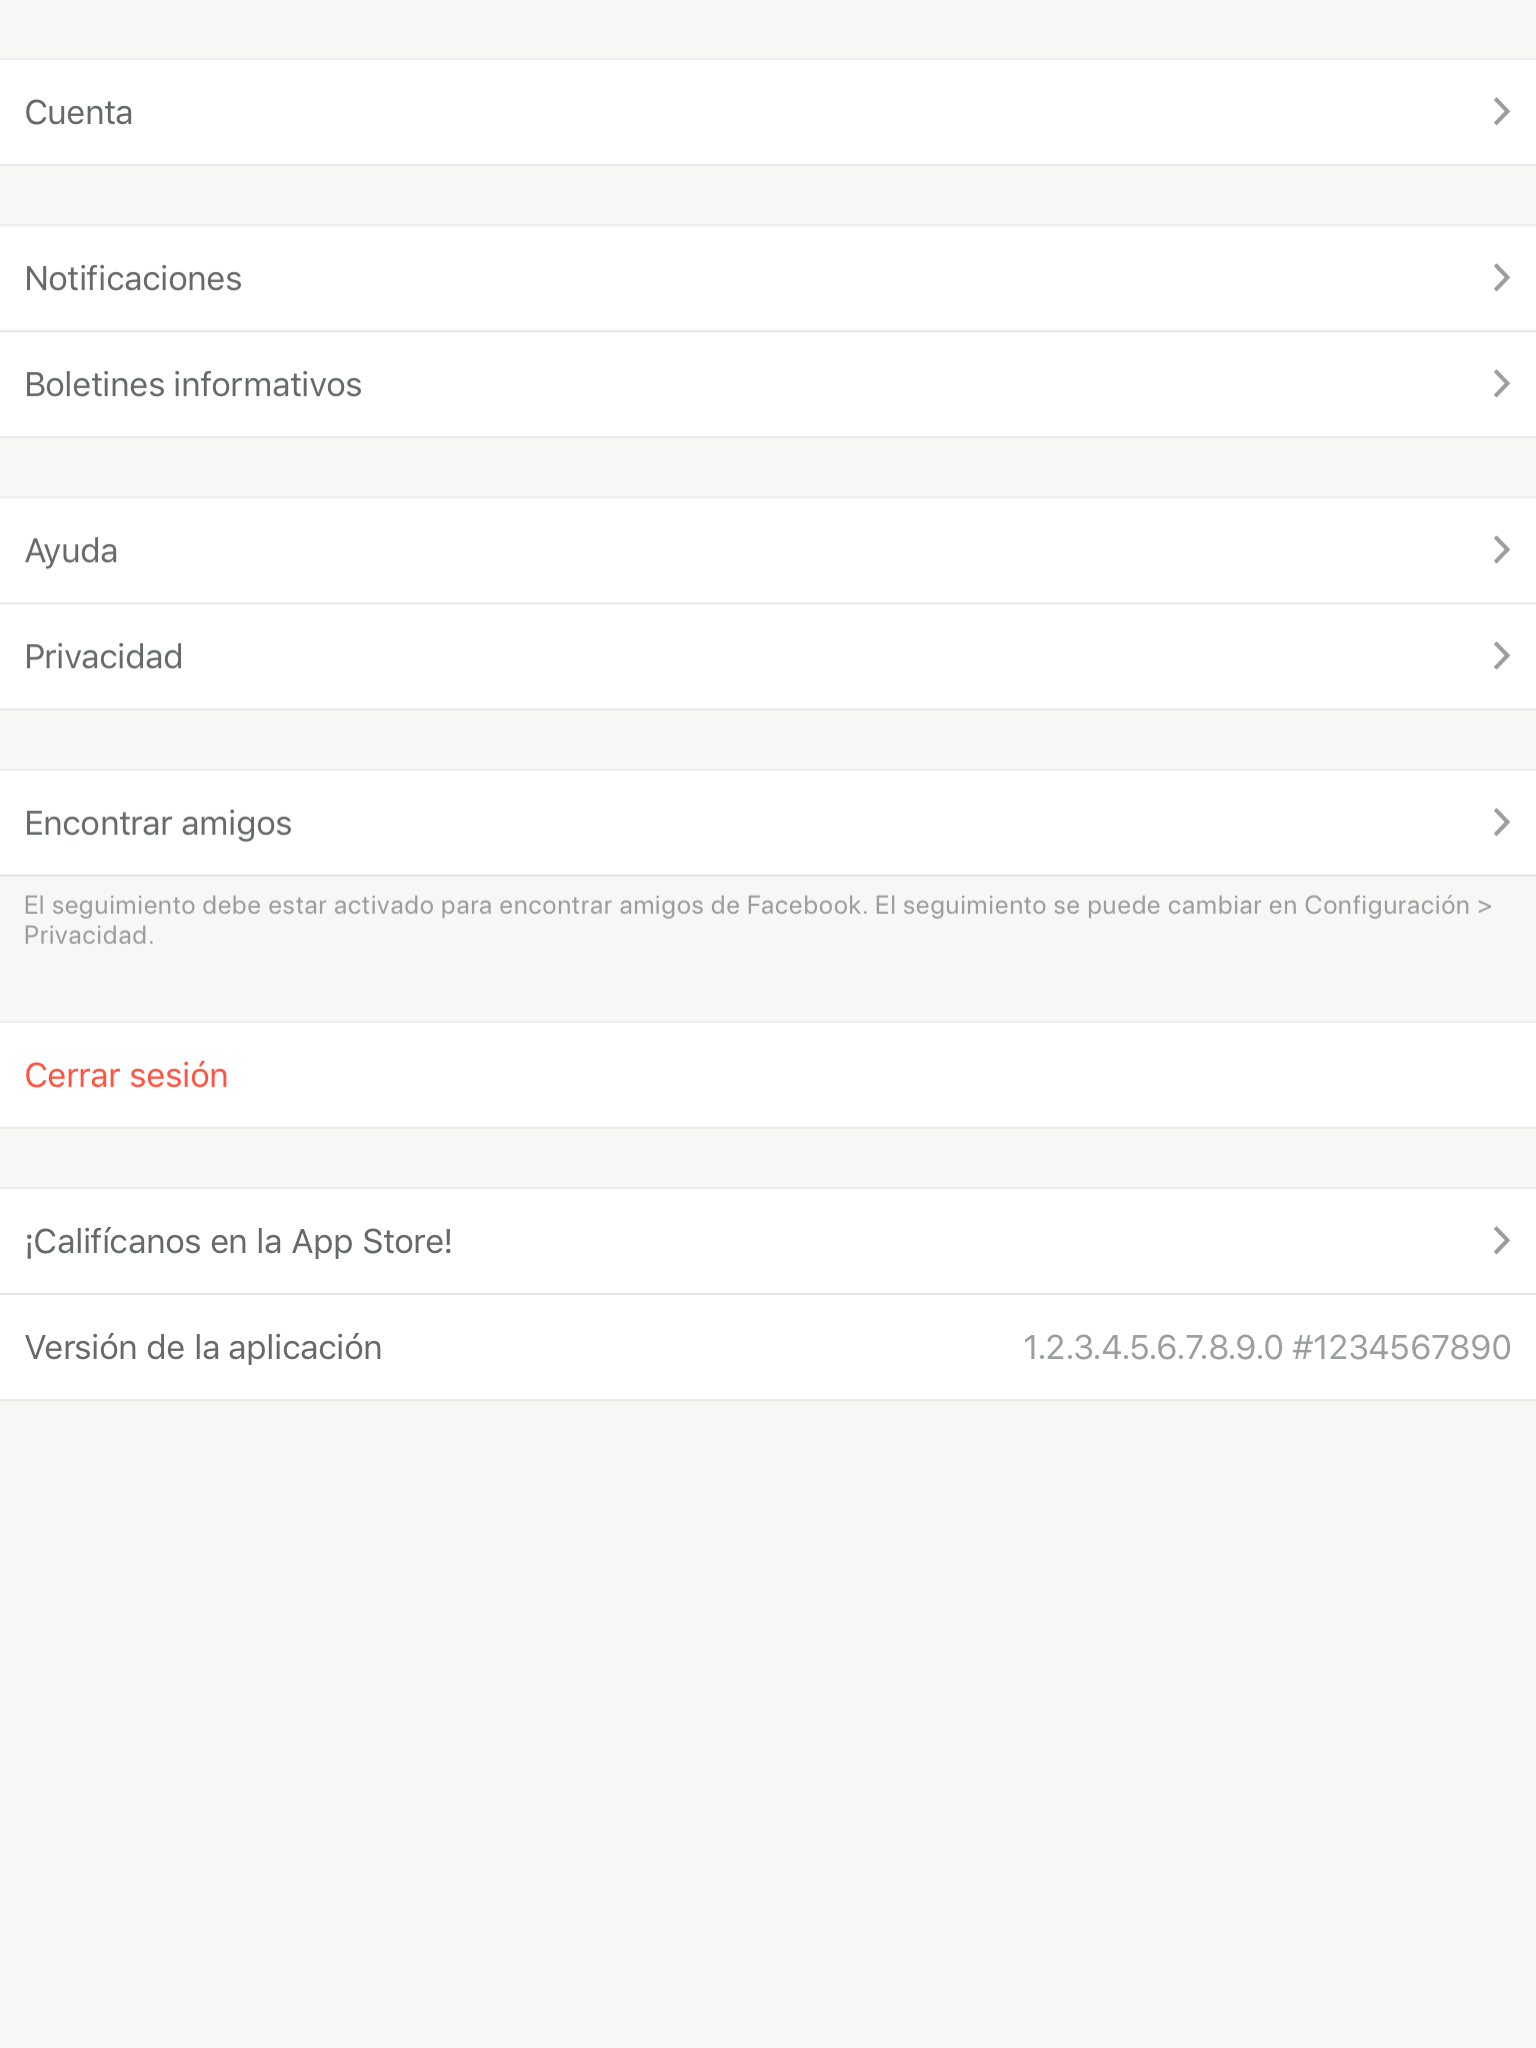 Cuenta
Notificaciones
Boletines informativos
Ayuda
Privacidad
Encontrar amigos
El seguimiento debe estar activado para encontrar amigos de Facebook. El seguimiento se puede cambiar en Configuración >
Privacidad.
Cerrar sesión
¡Califícanos en la App Store!
Versión de la aplicación 1.2.3.4.5.6.7.8.9.0 #1234567890